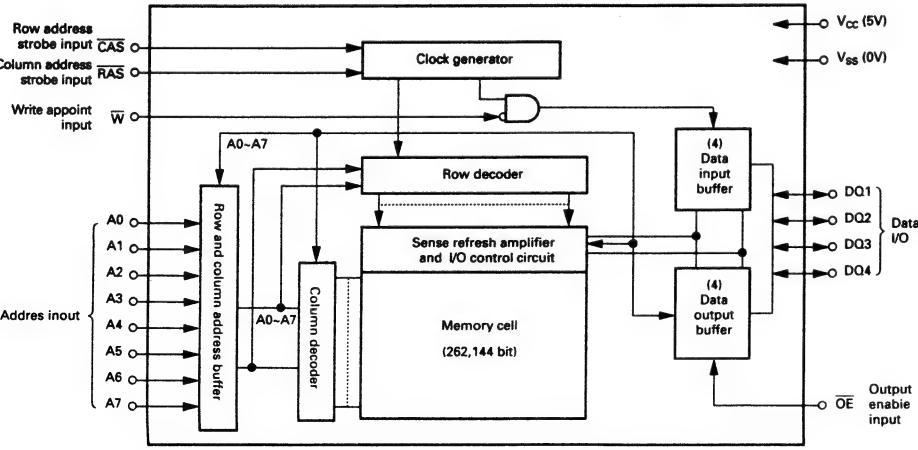 Row address
strobe input CAS
Column address
strobe input RAS
Write appoint
input W
Clock generator
VCC (5V)
VSS (0V)
A0~A7
Row decoder
(4)
Data
input
buffer
DQ1
DQ2
DQ3
DQ4
Data
I/O
Addres inout
A0
A1
A2
A3
A4
A5
A6
A7
Row and column address buffer
A0~A7
Column decoder
Sense refresh amplifier
and I/O control circuit
Memory cell
(262,144 bit)
(4)
Data
output
buffer
OE Output
enable
input